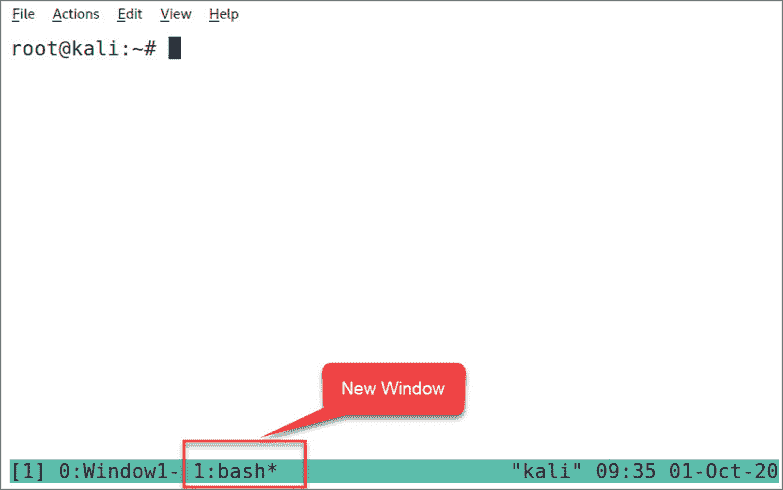 File Actions Edit View Help
root@kali:~#
New Window
[1] 0:Window1- 1:bash* "kali" 09:35 01-Oct-20